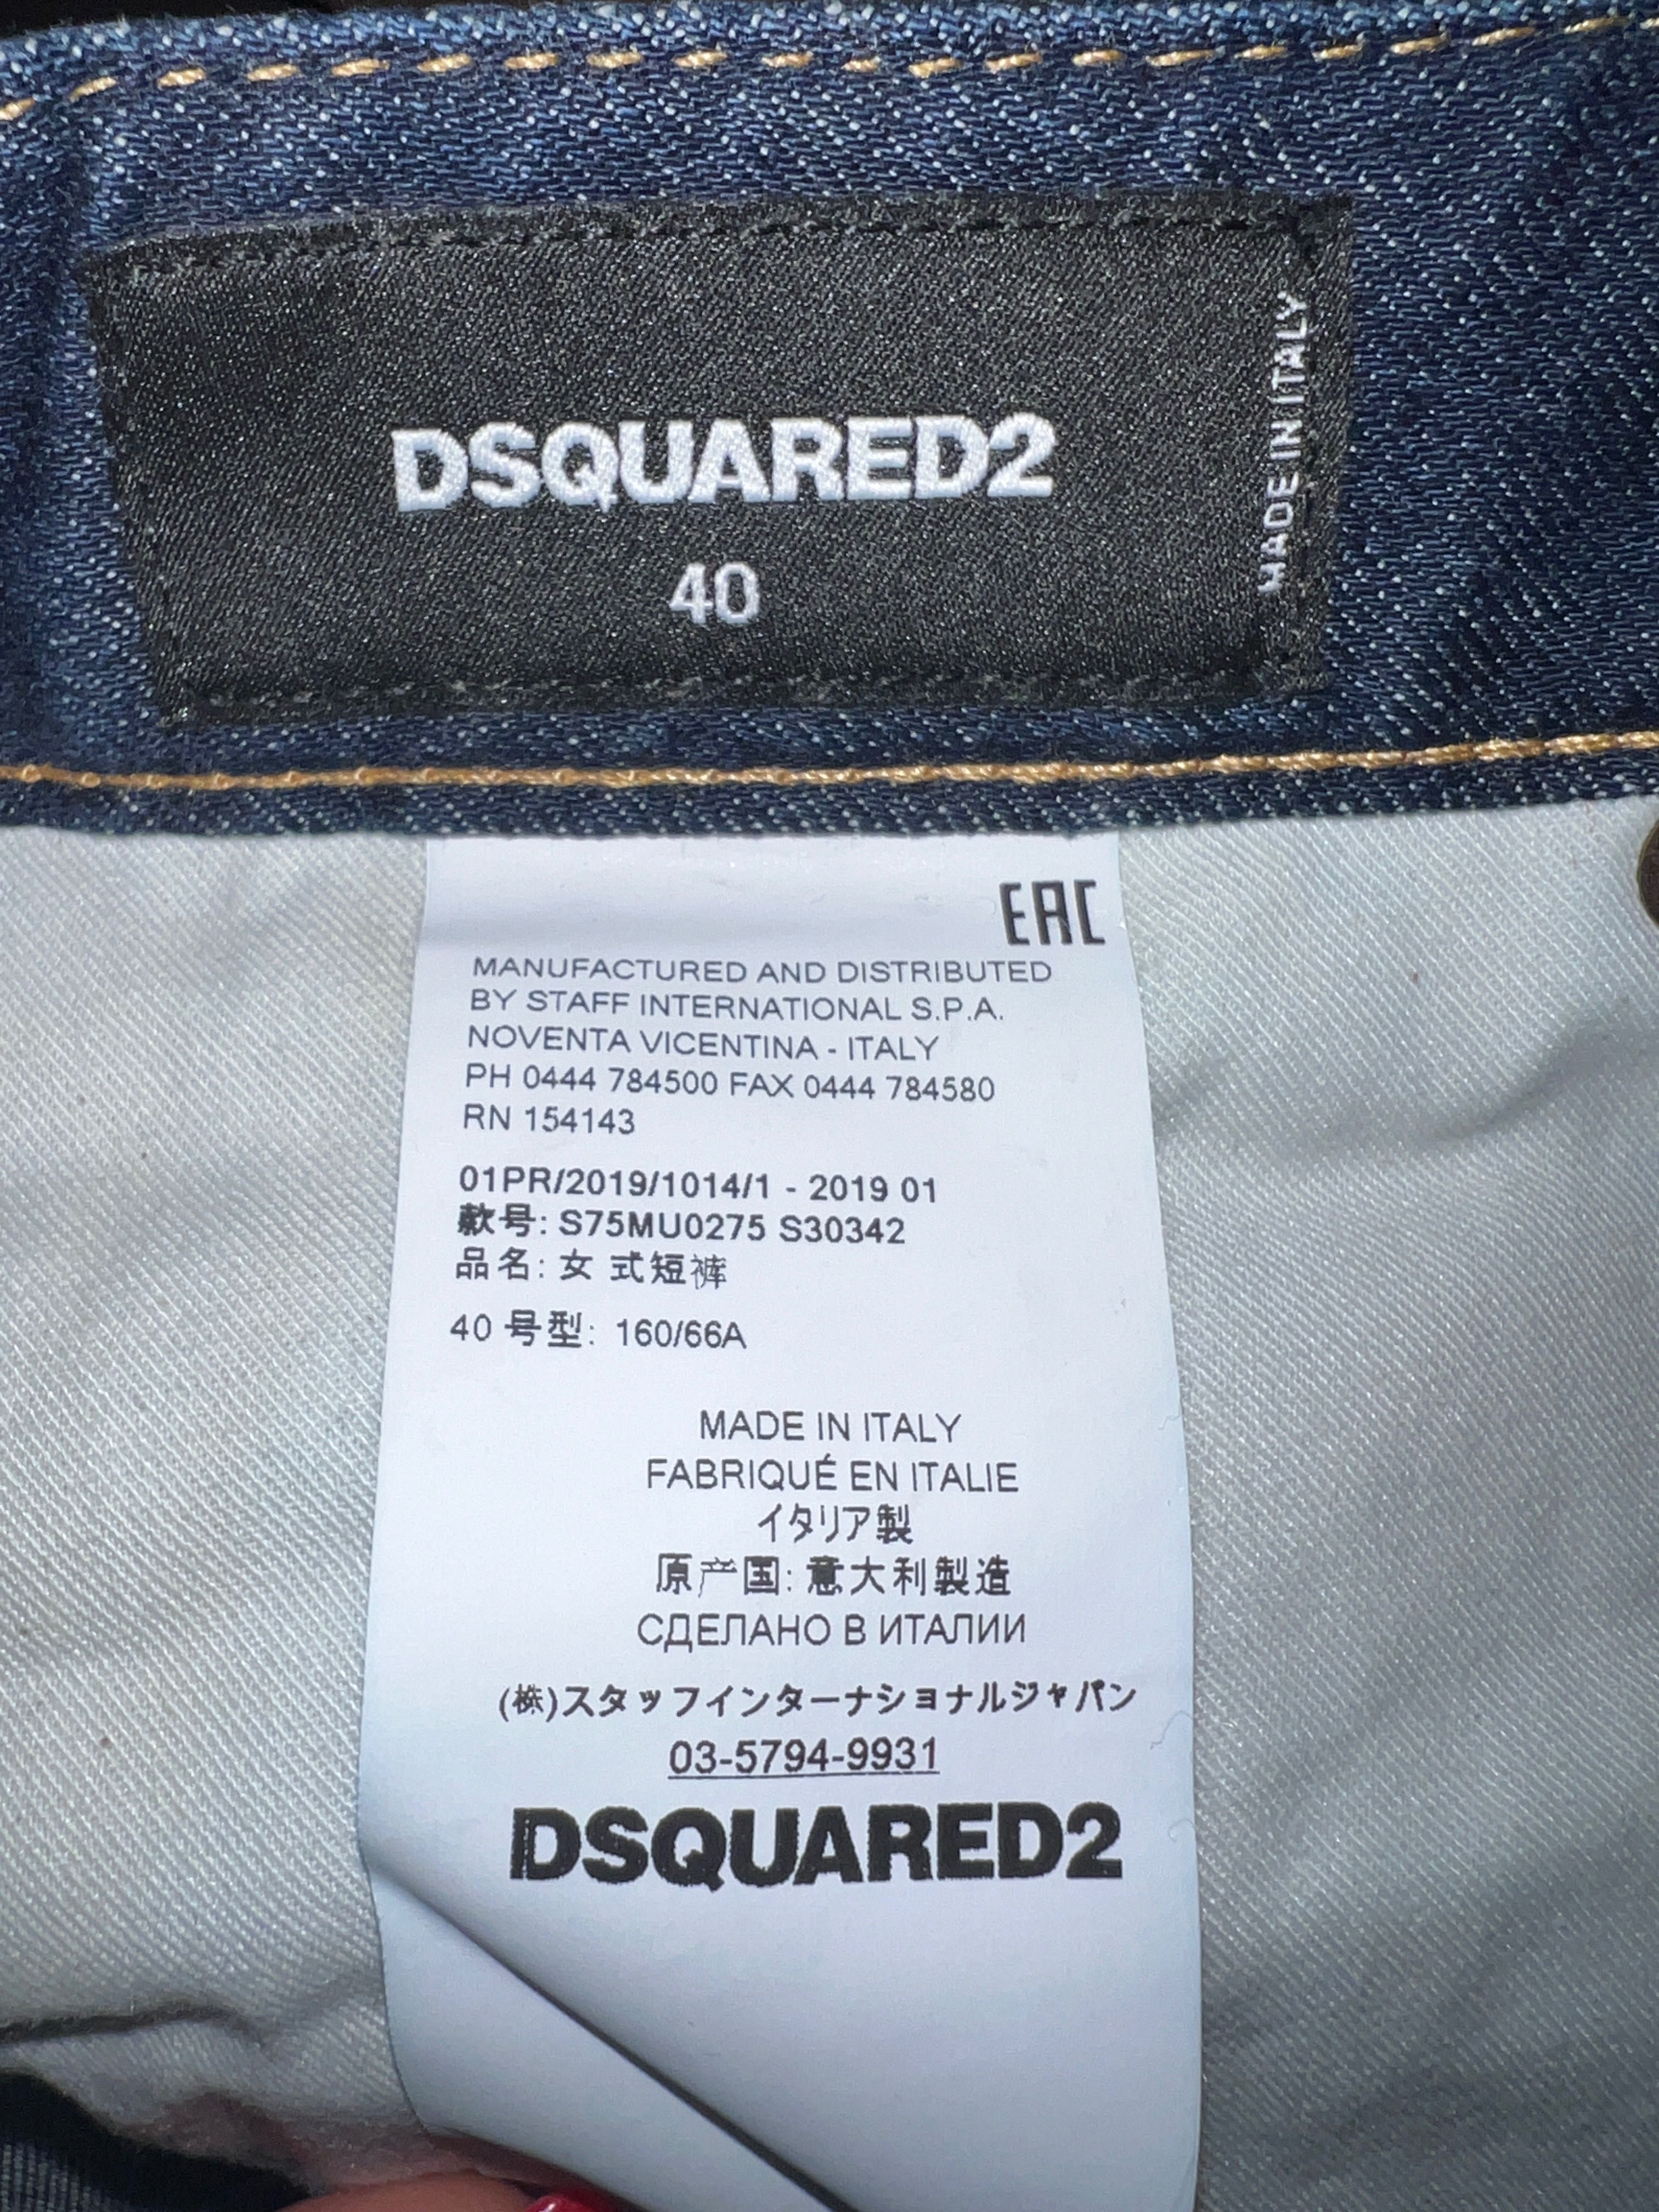 DSQUARED2
40
MADE IN ITALY
EAC
MANUFACTURED AND DISTRIBUTED
BY STAFF INTERNATIONAL S.P.A.
NOVENTA VICENTINA - ITALY
PH 0444 784500 FAX 0444 784580
RN 154143
01PR/2019/1014/1 - 2019 01
款号: S75MU0275 S30342
品名: 女 式短裤
40 号型: 160/66A
MADE IN ITALY
FABRIQUÉ EN ITALIE
イタリア製
原产国: 意大利製造
СДЕЛАНО В ИТАЛИИ
(株)スタッフインターナショナルジャパン
03-5794-9931
DSQUARED2